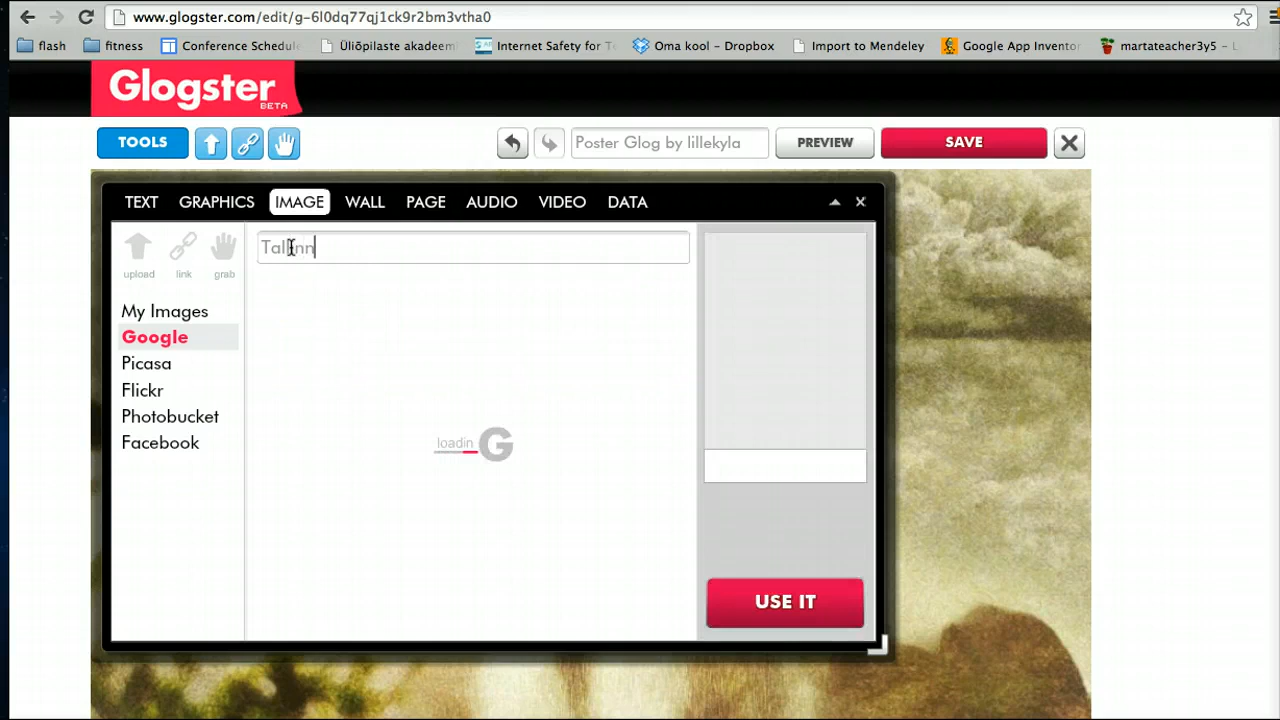 www.glogster.com/edit/g-6l0dq77qj1ck9r2bm3vtha0
flash fitness Conference Schedule Üliõpilaste akadeem Internet Safety for Te Oma kool - Dropbox Import to Mendeley Google App Inventor martateacher3y5 - L
Glogster
BETA
TOOLS Poster Glog by lillekyla PREVIEW SAVE
TEXT GRAPHICS IMAGE WALL PAGE AUDIO VIDEO DATA
Tallinn
upload link grab
My Images
Google
Picasa
Flickr
Photobucket
Facebook
loadin G
USE IT